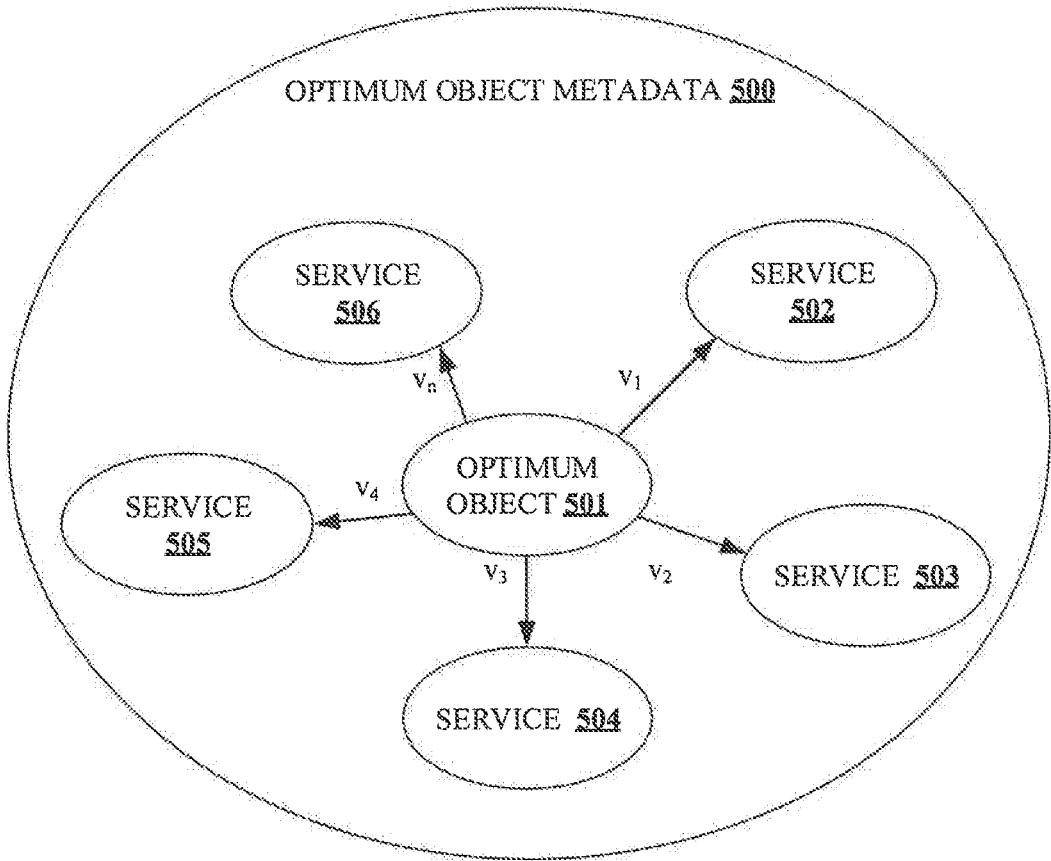 OPTIMUM OBJECT METADATA 500
SERVICE
506
SERVICE
502
vn
v1
OPTIMUM
OBJECT 501
SERVICE
505
v4
v3
v2
SERVICE 503
SERVICE 504